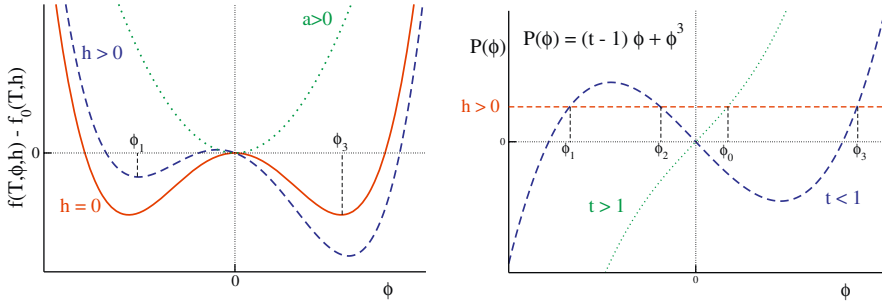 f(T,ϕ,h) - f₀(T,h)
h > 0
a>0
ϕ₁
ϕ₃
0
h = 0
0
ϕ
P(ϕ)
P(ϕ) = (t - 1) ϕ + ϕ³
h > 0
0
ϕ₁
ϕ₂
ϕ₀
ϕ₃
t > 1
t < 1
0
ϕ